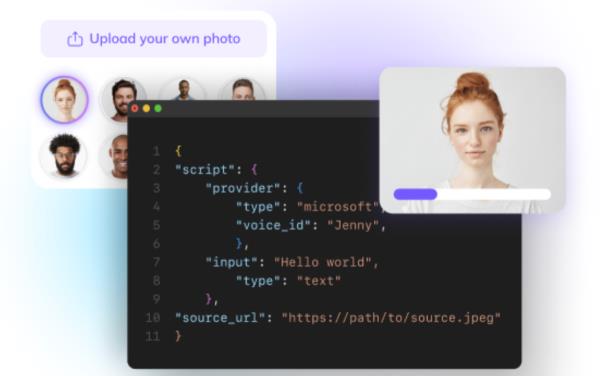 Upload your own photo
1 {
2 "script": {
3 "provider": {
4 "type": "microsoft",
5 "voice_id": "Jenny",
6 },
7 "input": "Hello world",
8 "type": "text"
9 },
10 "source_url": "https://path/to/source.jpeg"
11 }